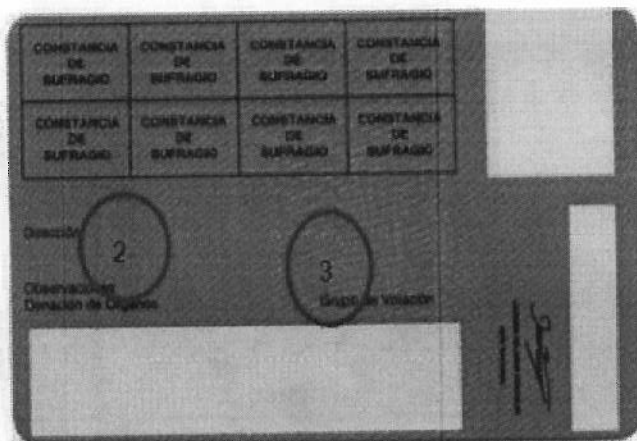 CONSTANCIA CONSTANCIA CONSTANCIA CONSTANCIA
DE DE DE DE
SUFRAGIO SUFRAGIO SUFRAGIO SUFRAGIO
CONSTANCIA CONSTANCIA CONSTANCIA CONSTANCIA
DE DE DE DE
SUFRAGIO SUFRAGIO SUFRAGIO SUFRAGIO
Dirección
2
3
Observaciones
Donación de Órganos
Grupo de Votación